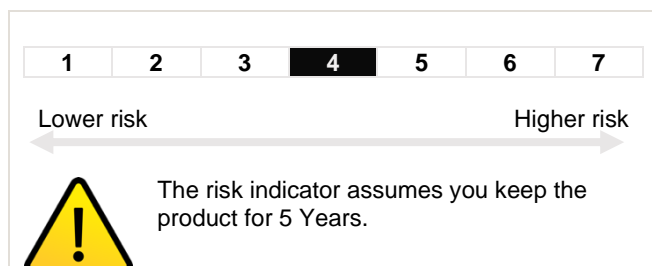 1 2 3 4 5 6 7
Lower risk Higher risk
The risk indicator assumes you keep the
product for 5 Years.